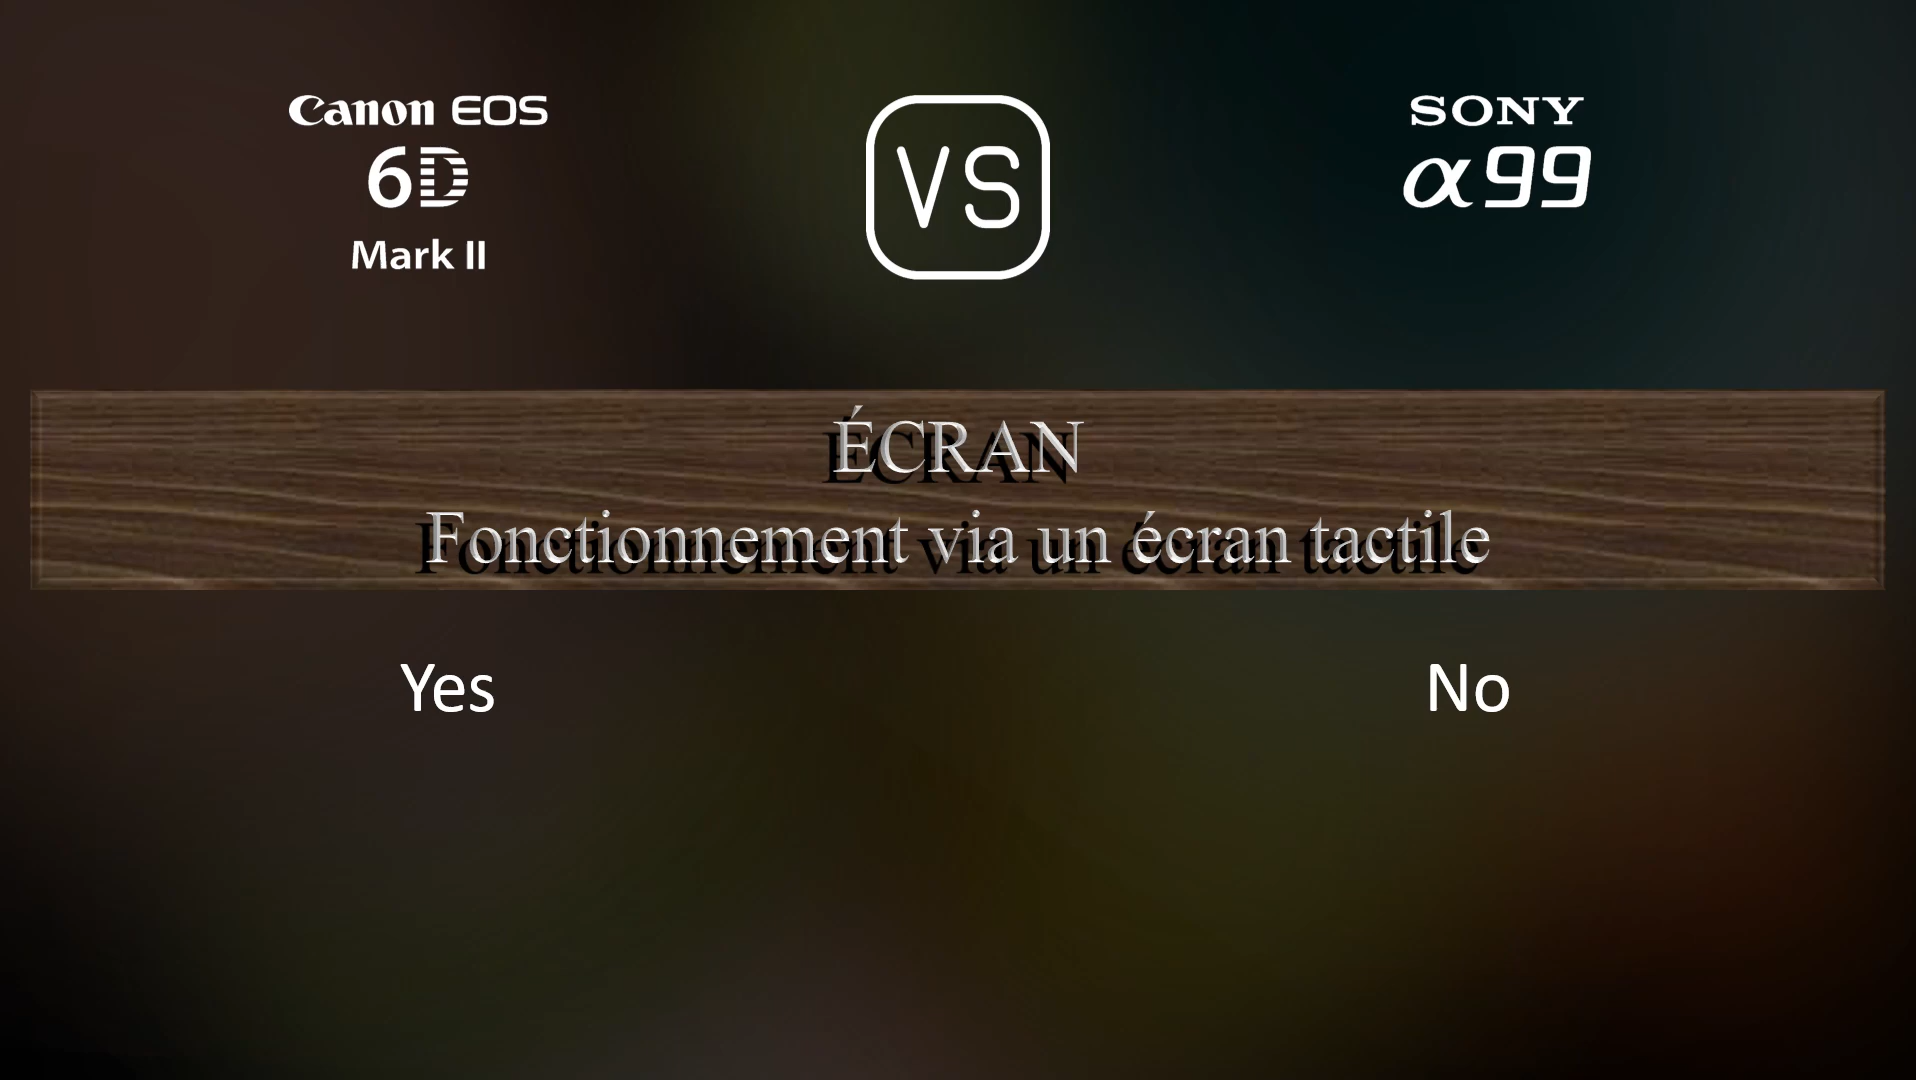 Canon EOS
6D
Mark II
VS
SONY
α99
ÉCRAN
Fonctionnement via un écran tactile
Yes
No